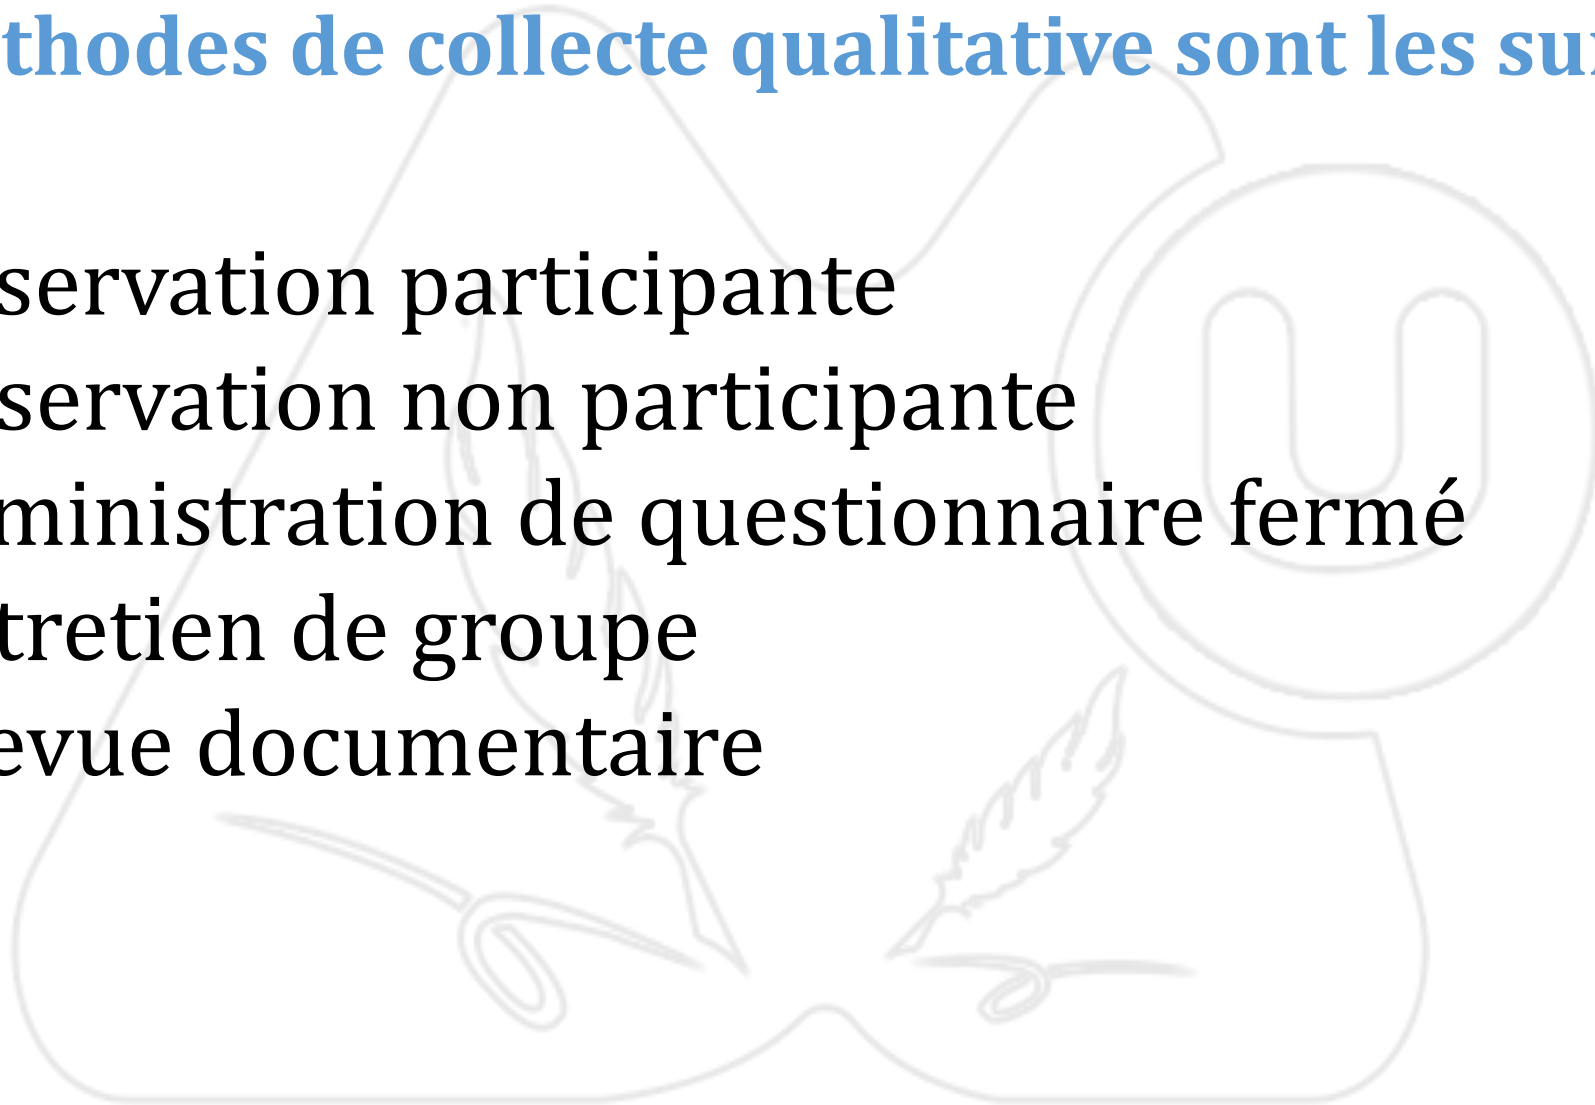 thodes de collecte qualitative sont les su
servation participante
servation non participante
ministration de questionnaire fermé
tretien de groupe
evue documentaire
U